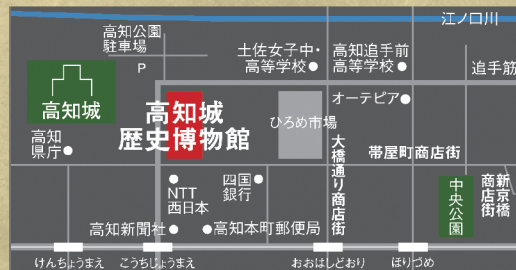 江ノ口川
高知公園
駐車場
P
土佐女子中・
高等学校
高知追手前
高等学校
追手筋
高知城
高知城
歴史博物館
オーテピア
ひろめ市場
高知
県庁
大橋通り商店街
帯屋町商店街
NTT
西日本
四国
銀行
中央公園
新京橋
商店街
高知新聞社
高知本町郵便局
けんちょうまえ
こうちじょうまえ
おおはしどおり
ほりづめ